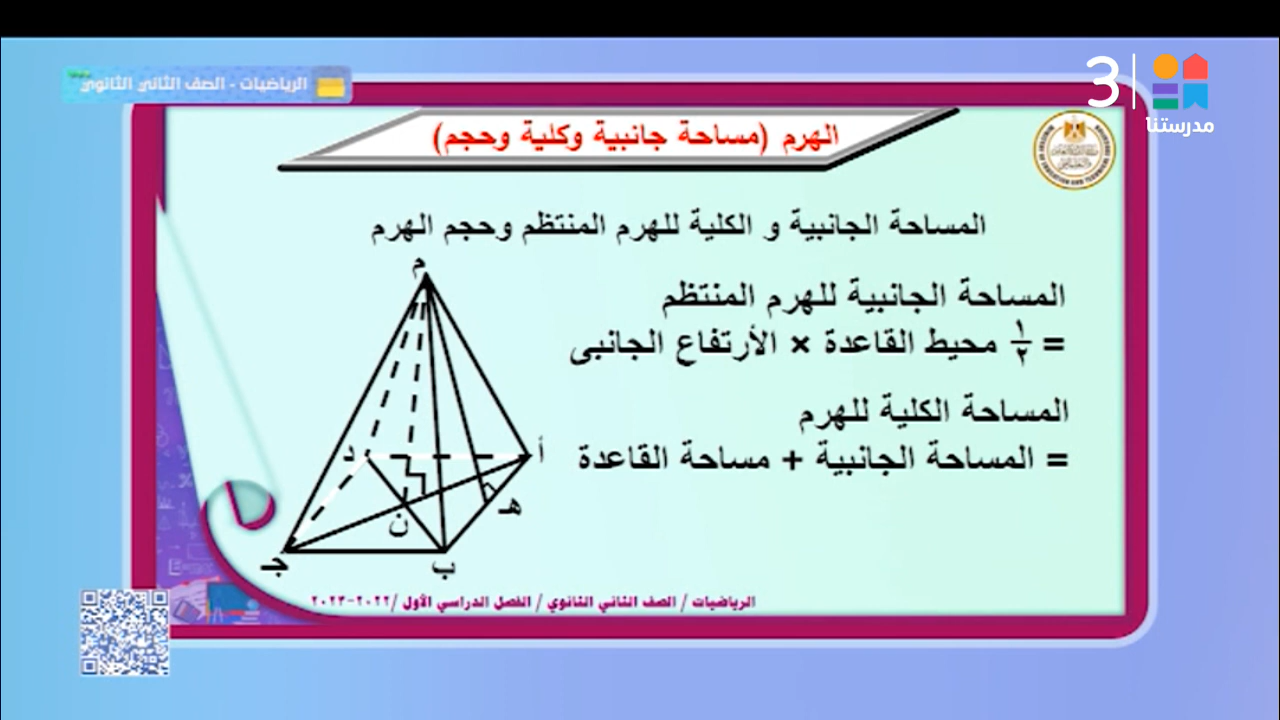 3
مدرستنا
الرياضيات - الصف الثاني الثانوي
الهرم (مساحة جانبية وكلية وحجم)
المساحة الجانبية و الكلية للهرم المنتظم وحجم الهرم
المساحة الجانبية للهرم المنتظم
= ١/٢ محيط القاعدة × الأرتفاع الجانبى
المساحة الكلية للهرم
= المساحة الجانبية + مساحة القاعدة
م
أ
د
هـ
ن
ب
جـ
الرياضيات / الصف الثاني الثانوي / الفصل الدراسي الأول /٢٠٢٢-٢٠٢٣